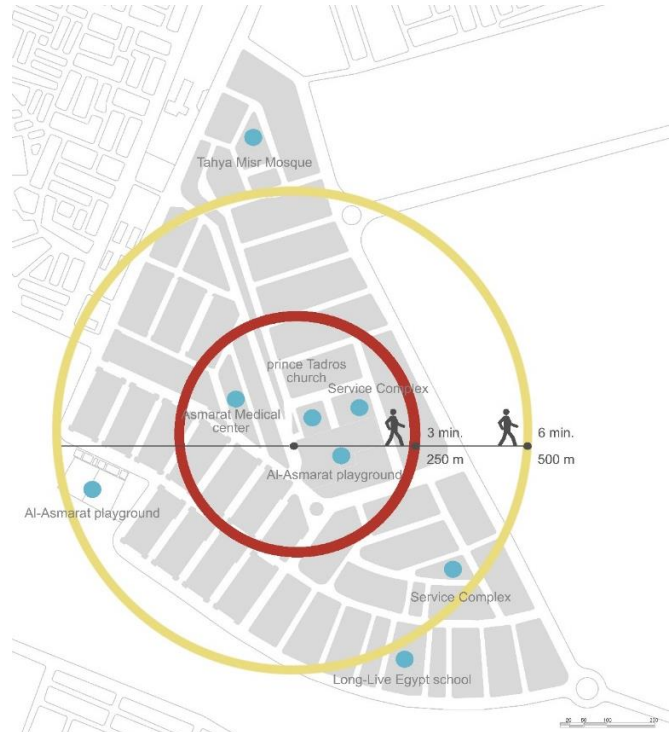 Tahya Misr Mosque
prince Tadros
church
Service Complex
Asmarat Medical
center
3 min.
6 min.
250 m
500 m
Al-Asmarat playground
Al-Asmarat playground
Service Complex
Long-Live Egypt school